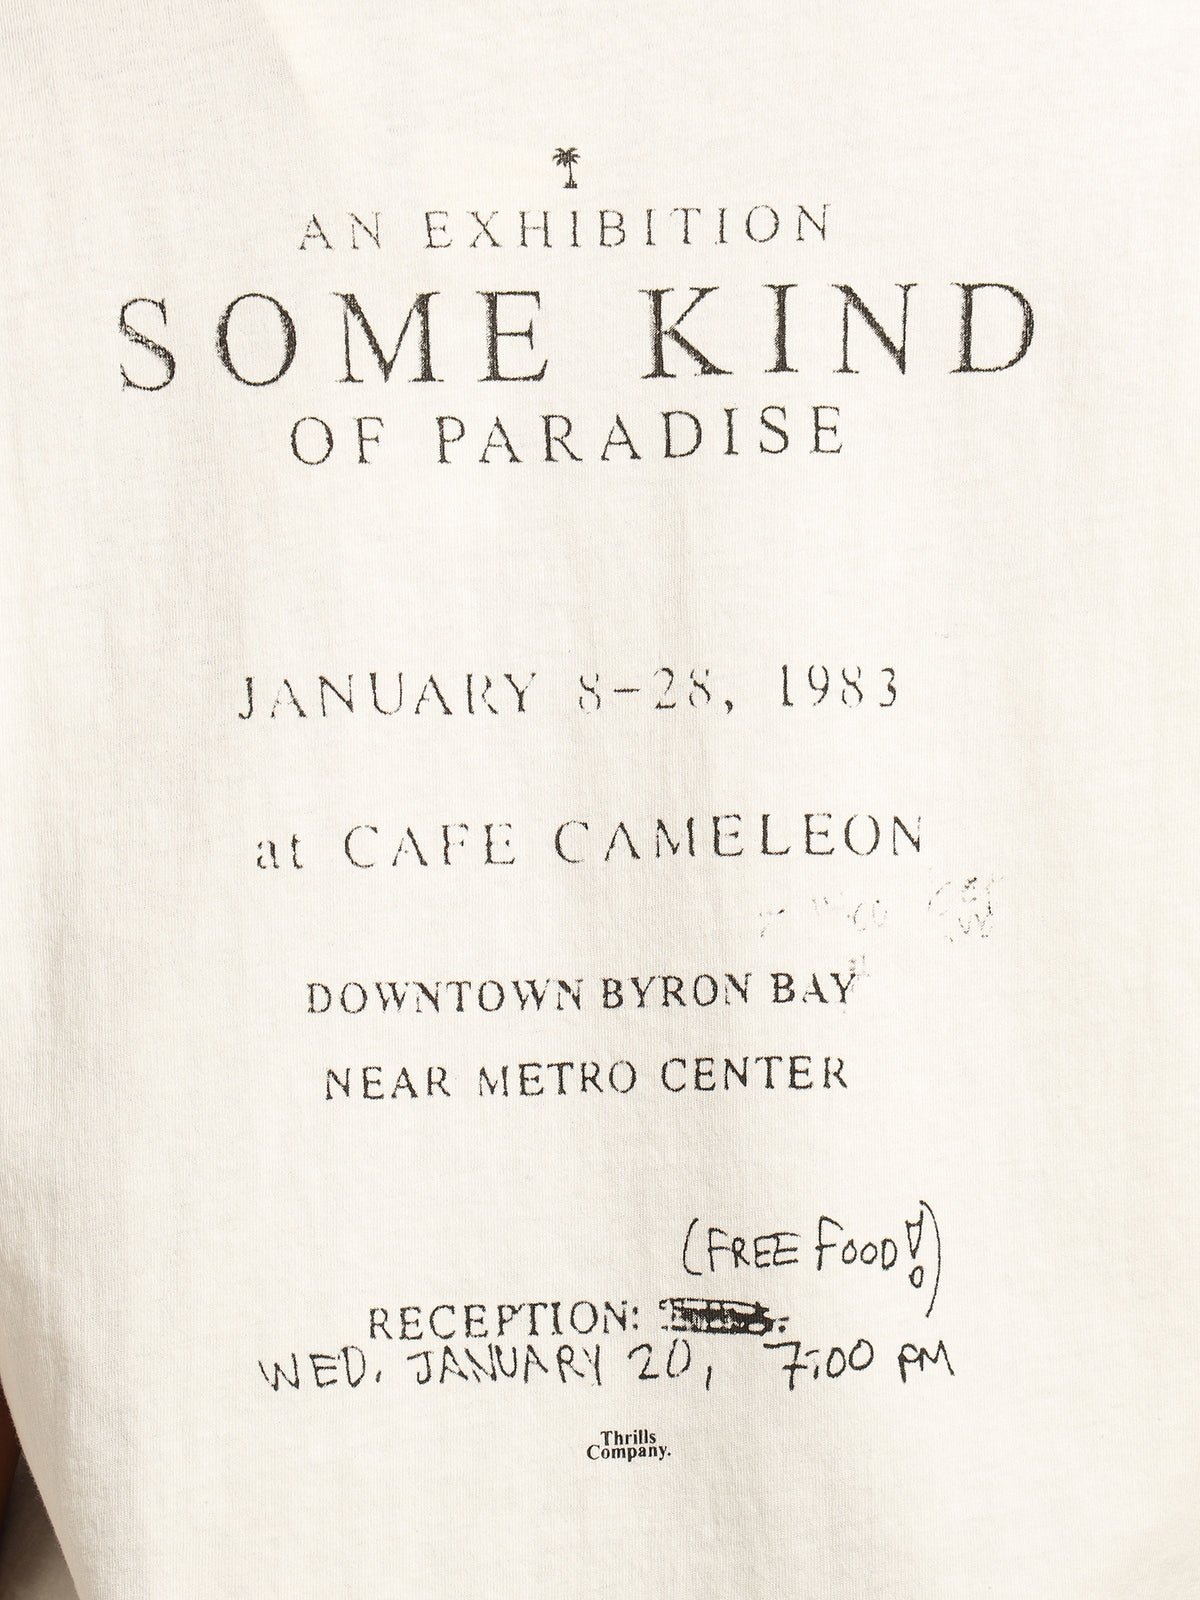 AN EXHIBITION
SOME KIND
OF PARADISE
JANUARY 8-28, 1983
at CAFE CAMELEON
DOWNTOWN BYRON BAY
NEAR METRO CENTER
(FREE FOOD!)
RECEPTION:
WED. JANUARY 20, 7:00 PM
Thrills
Company.